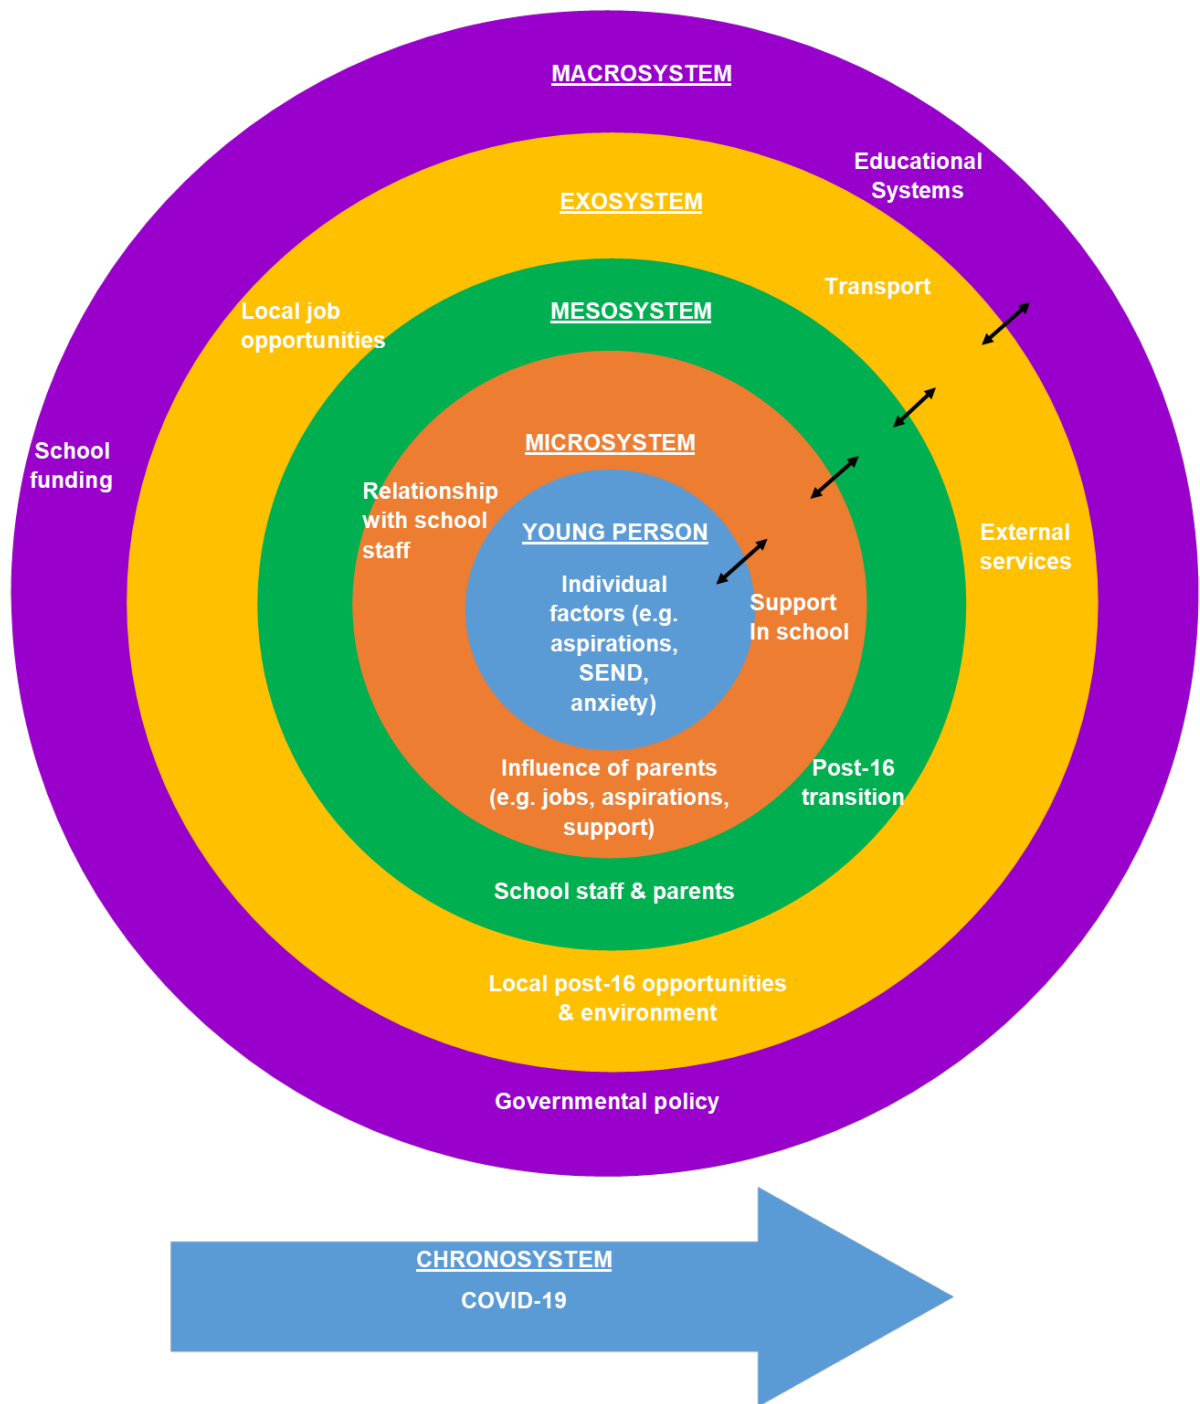 MACROSYSTEM
Educational
Systems
EXOSYSTEM
Transport
MESOSYSTEM
Local job
opportunities
MICROSYSTEM
School
funding
Relationship
with school
staff
YOUNG PERSON
External
services
Individual
factors (e.g.
aspirations,
SEND,
anxiety)
Support
In school
Influence of parents
(e.g. jobs, aspirations,
support)
Post-16
transition
School staff & parents
Local post-16 opportunities
& environment
Governmental policy
CHRONOSYSTEM
COVID-19